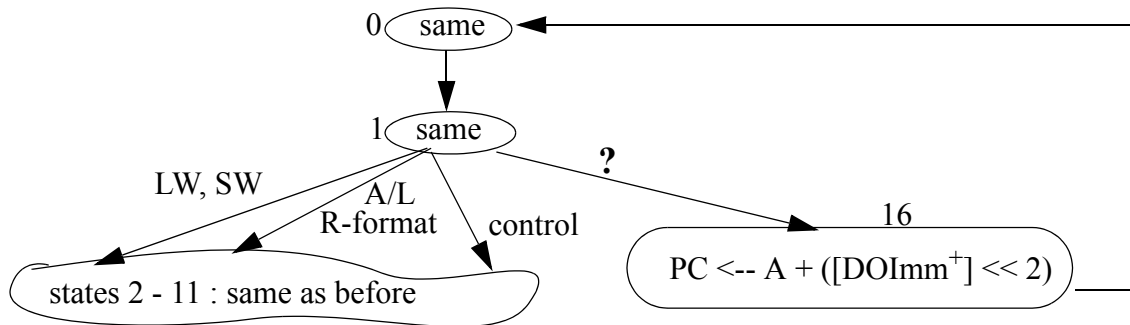 0 same
1 same
?
LW, SW
A/L
R-format
control
16
PC <-- A + ([DOImm⁺] << 2)
states 2 - 11 : same as before